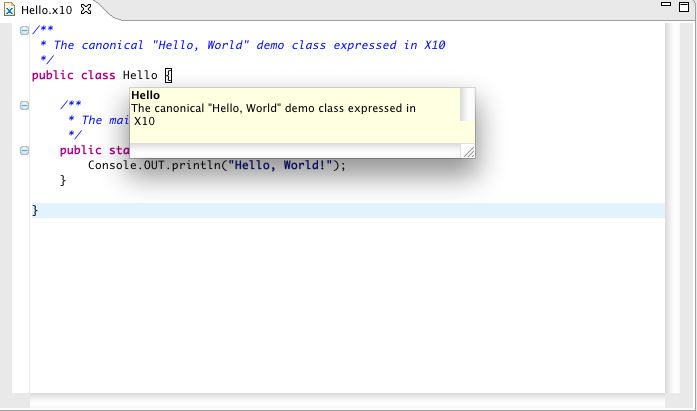 Hello.x10
/**
 * The canonical "Hello, World" demo class expressed in X10
 */
public class Hello {
Hello
The canonical "Hello, World" demo class expressed in
X10
/**
 * The mai
 */
public sta
Console.OUT.println("Hello, World!");
}
}